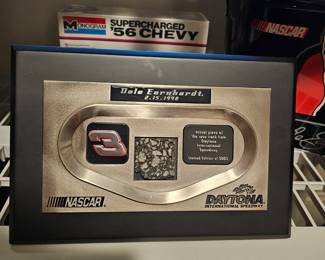 MONOGRAM
SUPERCHARGED
'56 CHEVY
NASCAR
Dale Earnhardt.
2.15.1998
3
Actual piece of
the race track from
Daytona
International
Speedway
Limited Edition of
NASCAR
DAYTONA
INTERNATIONAL SPEEDWAY